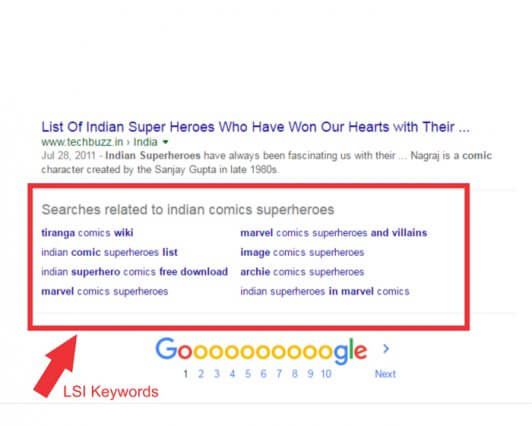 List Of Indian Super Heroes Who Have Won Our Hearts with Their ...
www.techbuzz.in › India ▾
Jul 28, 2011 - Indian Superheroes have always been fascinating us with their ... Nagraj is a comic
character created by the Sanjay Gupta in late 1980s.
Searches related to indian comics superheroes
tiranga comics wiki
indian comic superheroes list
indian superhero comics free download
marvel comics superheroes
marvel comics superheroes and villains
image comics superheroes
archie comics superheroes
indian superheroes in marvel comics
Goooooooooogle >
1 2 3 4 5 6 7 8 9 10 Next
LSI Keywords